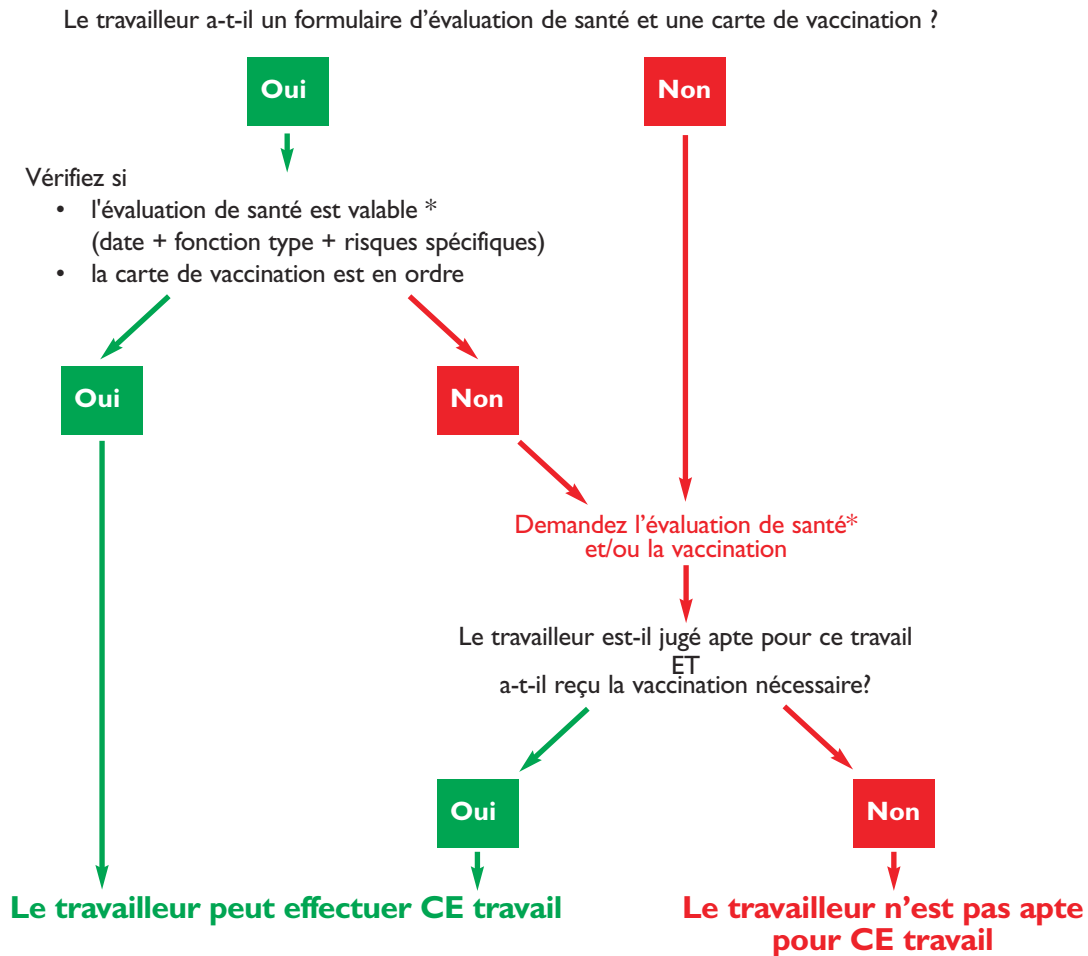 Le travailleur a-t-il un formulaire d’évaluation de santé et une carte de vaccination ?
Oui
Non
Vérifiez si
• l'évaluation de santé est valable *
(date + fonction type + risques spécifiques)
• la carte de vaccination est en ordre
Oui
Non
Demandez l’évaluation de santé*
et/ou la vaccination
Le travailleur est-il jugé apte pour ce travail
ET
a-t-il reçu la vaccination nécessaire?
Oui
Non
Le travailleur peut effectuer CE travail
Le travailleur n’est pas apte
pour CE travail